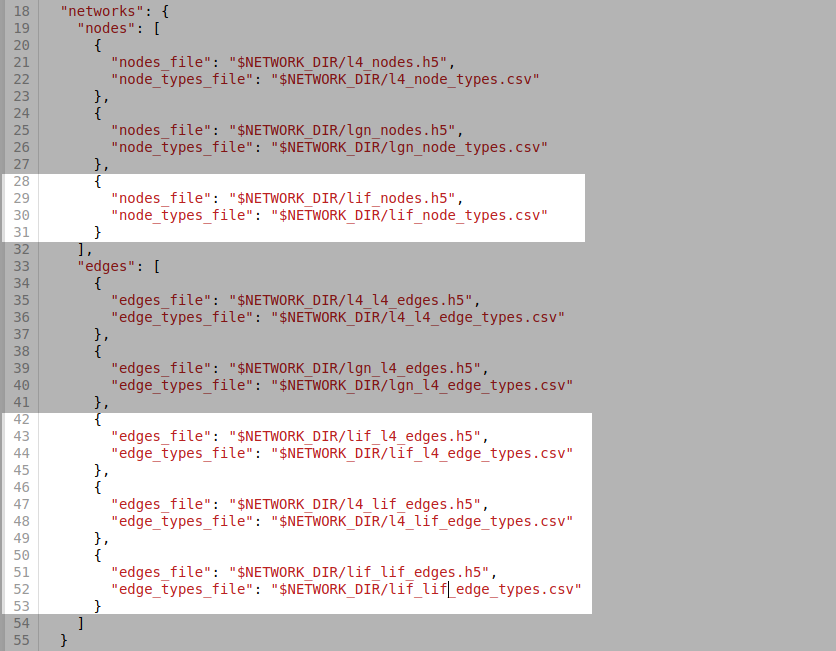 18 "networks": {
19 "nodes": [
20 {
21 "nodes_file": "$NETWORK_DIR/l4_nodes.h5",
22 "node_types_file": "$NETWORK_DIR/l4_node_types.csv"
23 },
24 {
25 "nodes_file": "$NETWORK_DIR/lgn_nodes.h5",
26 "node_types_file": "$NETWORK_DIR/lgn_node_types.csv"
27 },
28 {
29 "nodes_file": "$NETWORK_DIR/lif_nodes.h5",
30 "node_types_file": "$NETWORK_DIR/lif_node_types.csv"
31 }
32 ],
33 "edges": [
34 {
35 "edges_file": "$NETWORK_DIR/l4_l4_edges.h5",
36 "edge_types_file": "$NETWORK_DIR/l4_l4_edge_types.csv"
37 },
38 {
39 "edges_file": "$NETWORK_DIR/lgn_l4_edges.h5",
40 "edge_types_file": "$NETWORK_DIR/lgn_l4_edge_types.csv"
41 },
42 {
43 "edges_file": "$NETWORK_DIR/lif_l4_edges.h5",
44 "edge_types_file": "$NETWORK_DIR/lif_l4_edge_types.csv"
45 },
46 {
47 "edges_file": "$NETWORK_DIR/l4_lif_edges.h5",
48 "edge_types_file": "$NETWORK_DIR/l4_lif_edge_types.csv"
49 },
50 {
51 "edges_file": "$NETWORK_DIR/lif_lif_edges.h5",
52 "edge_types_file": "$NETWORK_DIR/lif_lif_edge_types.csv"
53 }
54 ]
55 }